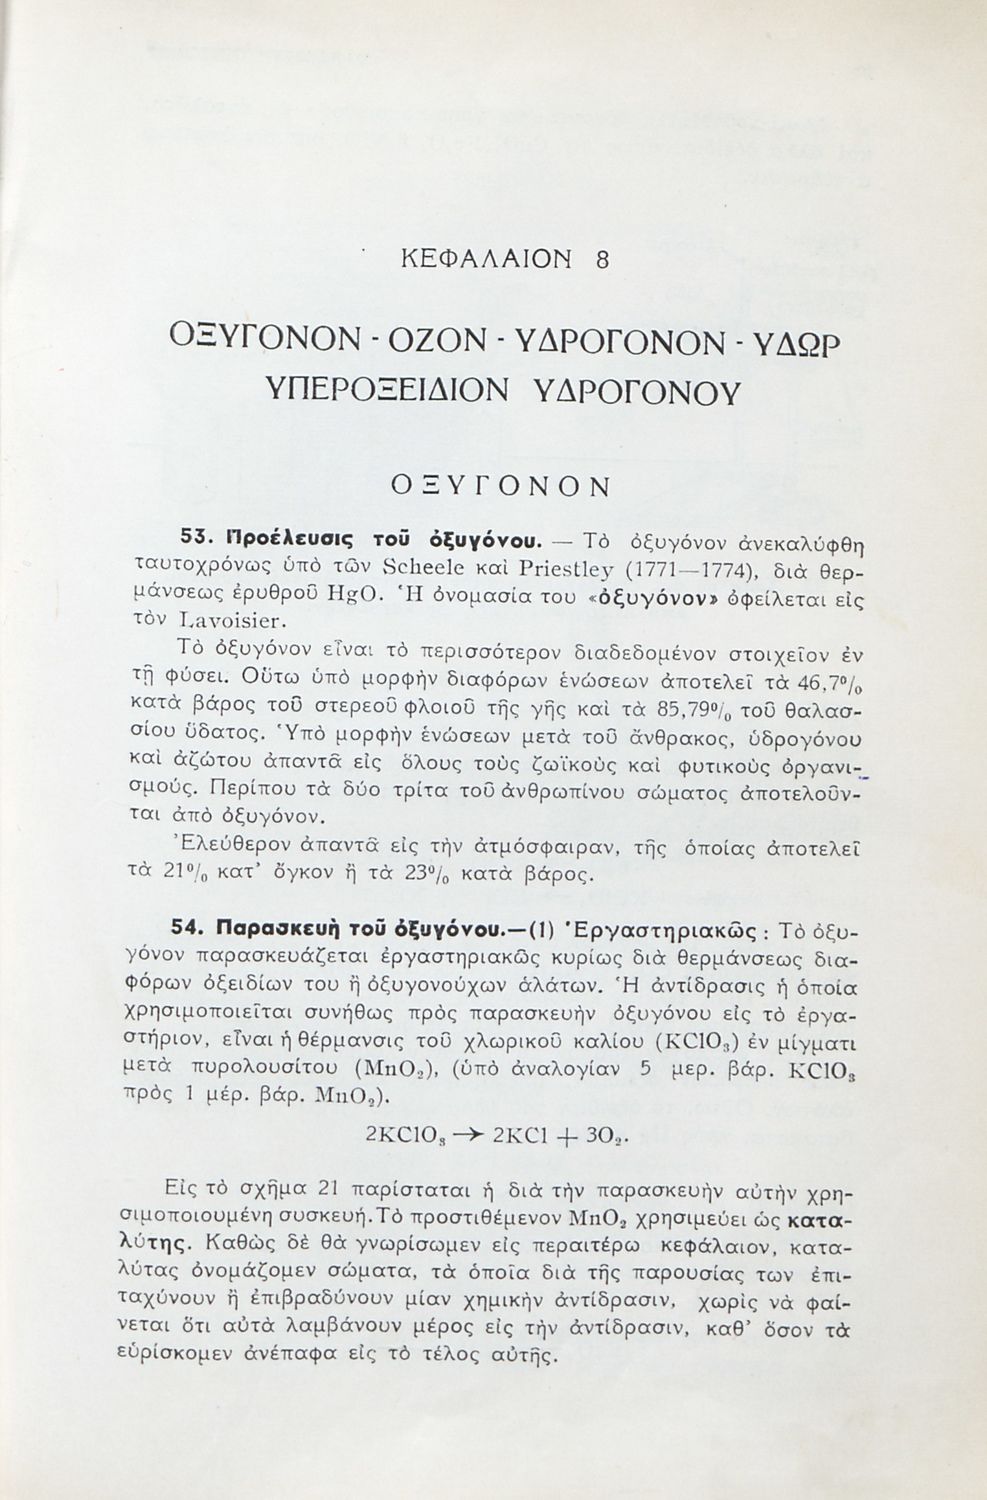 ΚΕΦΑΛΑΙΟΝ 8
ΟΞΥΓΟΝΟΝ - ΟΖΟΝ - ΥΔΡΟΓΟΝΟΝ - ΥΔΩΡ
ΥΠΕΡΟΞΕΙΔΙΟΝ ΥΔΡΟΓΟΝΟΥ
ΟΞΥΓΟΝΟΝ
53. Προέλευσις τοῦ ὀξυγόνου. — Τὸ ὀξυγόνον ἀνεκαλύφθη
ταυτοχρόνως ὑπὸ τῶν Scheele καὶ Priestley (1771—1774), διὰ θερ-
μάνσεως ἐρυθροῦ HgO. Ἡ ὀνομασία του «ὀξυγόνον» ὀφείλεται εἰς
τὸν Lavoisier.
Τὸ ὀξυγόνον εἶναι τὸ περισσότερον διαδεδομένον στοιχεῖον ἐν
τῇ φύσει. Οὕτω ὑπὸ μορφὴν διαφόρων ἑνώσεων ἀποτελεῖ τὰ 46,7%
κατὰ βάρος τοῦ στερεοῦ φλοιοῦ τῆς γῆς καὶ τὰ 85,79% τοῦ θαλασ-
σίου ὕδατος. Ὑπὸ μορφὴν ἑνώσεων μετὰ τοῦ ἄνθρακος, ὑδρογόνου
καὶ ἀζώτου ἀπαντᾶ εἰς ὅλους τοὺς ζωϊκοὺς καὶ φυτικοὺς ὀργανι-
σμούς. Περίπου τὰ δύο τρίτα τοῦ ἀνθρωπίνου σώματος ἀποτελοῦν-
ται ἀπὸ ὀξυγόνον.
Ἐλεύθερον ἀπαντᾶ εἰς τὴν ἀτμόσφαιραν, τῆς ὁποίας ἀποτελεῖ
τὰ 21% κατ' ὄγκον ἢ τὰ 23% κατὰ βάρος.
54. Παρασκευὴ τοῦ ὀξυγόνου.—(1) Ἐργαστηριακῶς : Τὸ ὀξυ-
γόνον παρασκευάζεται ἐργαστηριακῶς κυρίως διὰ θερμάνσεως δια-
φόρων ὀξειδίων του ἢ ὀξυγονούχων ἁλάτων. Ἡ ἀντίδρασις ἡ ὁποία
χρησιμοποιεῖται συνήθως πρὸς παρασκευὴν ὀξυγόνου εἰς τὸ ἐργα-
στήριον, εἶναι ἡ θέρμανσις τοῦ χλωρικοῦ καλίου (KClO₃) ἐν μίγματι
μετὰ πυρολουσίτου (MnO₂), (ὑπὸ ἀναλογίαν 5 μερ. βάρ. KClO₃
πρὸς 1 μέρ. βάρ. MnO₂).
2KClO₃ → 2KCl + 3O₂.
Εἰς τὸ σχῆμα 21 παρίσταται ἡ διὰ τὴν παρασκευὴν αὐτὴν χρη-
σιμοποιουμένη συσκευή. Τὸ προστιθέμενον MnO₂ χρησιμεύει ὡς κατα-
λύτης. Καθὼς δὲ θὰ γνωρίσωμεν εἰς περαιτέρω κεφάλαιον, κατα-
λύτας ὀνομάζομεν σώματα, τὰ ὁποῖα διὰ τῆς παρουσίας των ἐπι-
ταχύνουν ἢ ἐπιβραδύνουν μίαν χημικὴν ἀντίδρασιν, χωρὶς νὰ φαί-
νεται ὅτι αὐτὰ λαμβάνουν μέρος εἰς τὴν ἀντίδρασιν, καθ' ὅσον τὰ
εὑρίσκομεν ἀνέπαφα εἰς τὸ τέλος αὐτῆς.